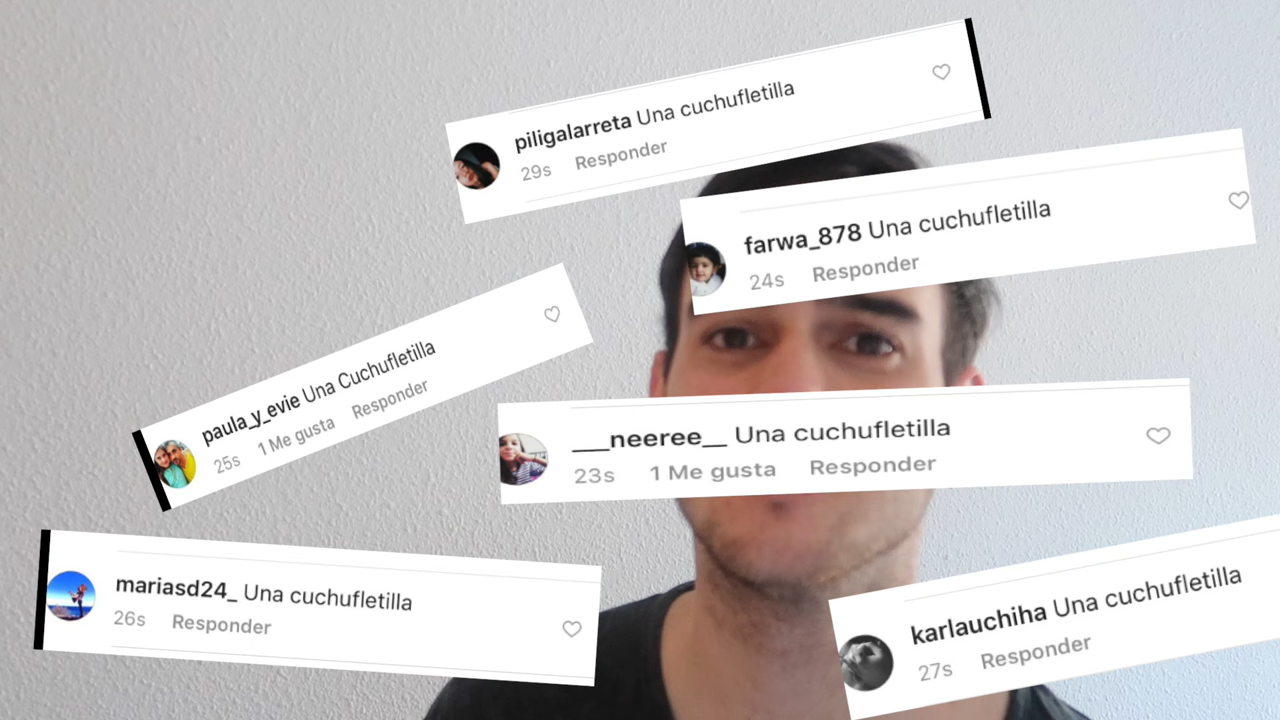 piligalarreta Una cuchufletilla
29s Responder
farwa_878 Una cuchufletilla
24s Responder
paula_y_evie Una Cuchufletilla
25s 1 Me gusta Responder
___neeree__ Una cuchufletilla
23s 1 Me gusta Responder
mariasd24_ Una cuchufletilla
26s Responder
karlauchiha Una cuchufletilla
27s Responder